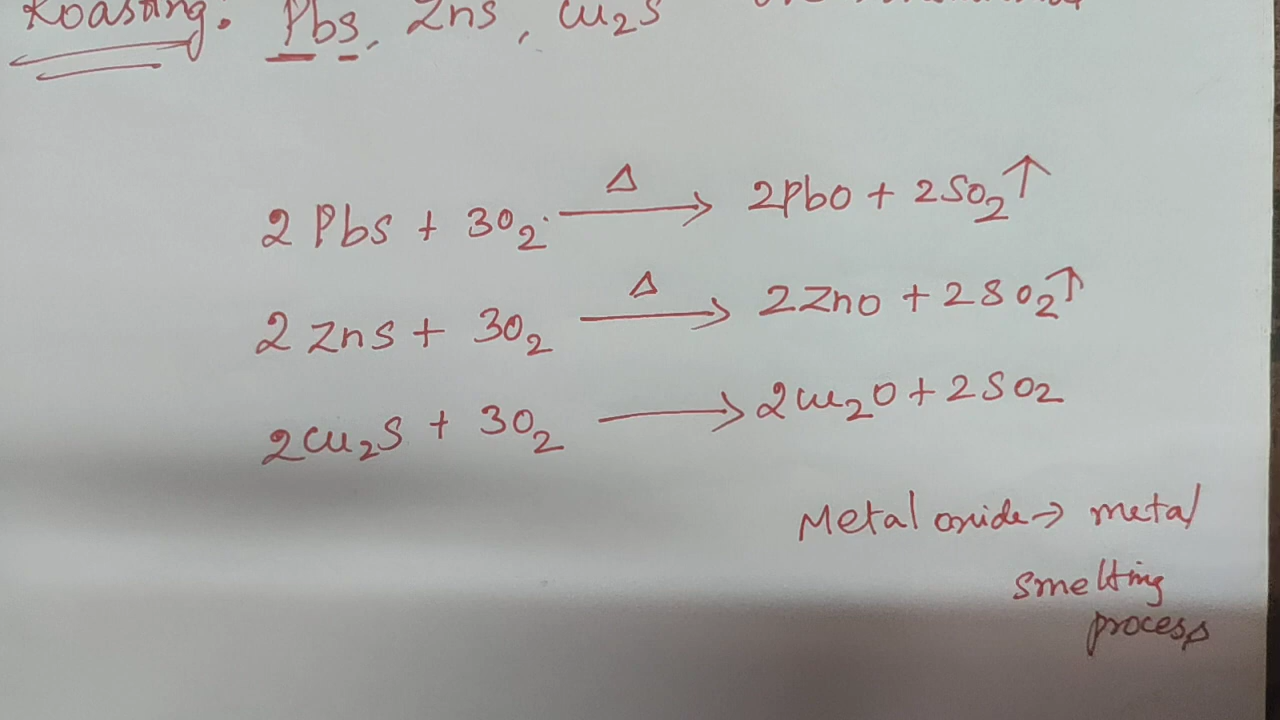 Roasting. Pbs, Zns, Cu₂s
2 Pbs + 3O₂. Δ→ 2PbO + 2SO₂↑
2 Zns + 3O₂ Δ→ 2ZnO + 2SO₂↑
2Cu₂S + 3O₂ → 2Cu₂O + 2SO₂
Metal oxide → metal
smelting
process